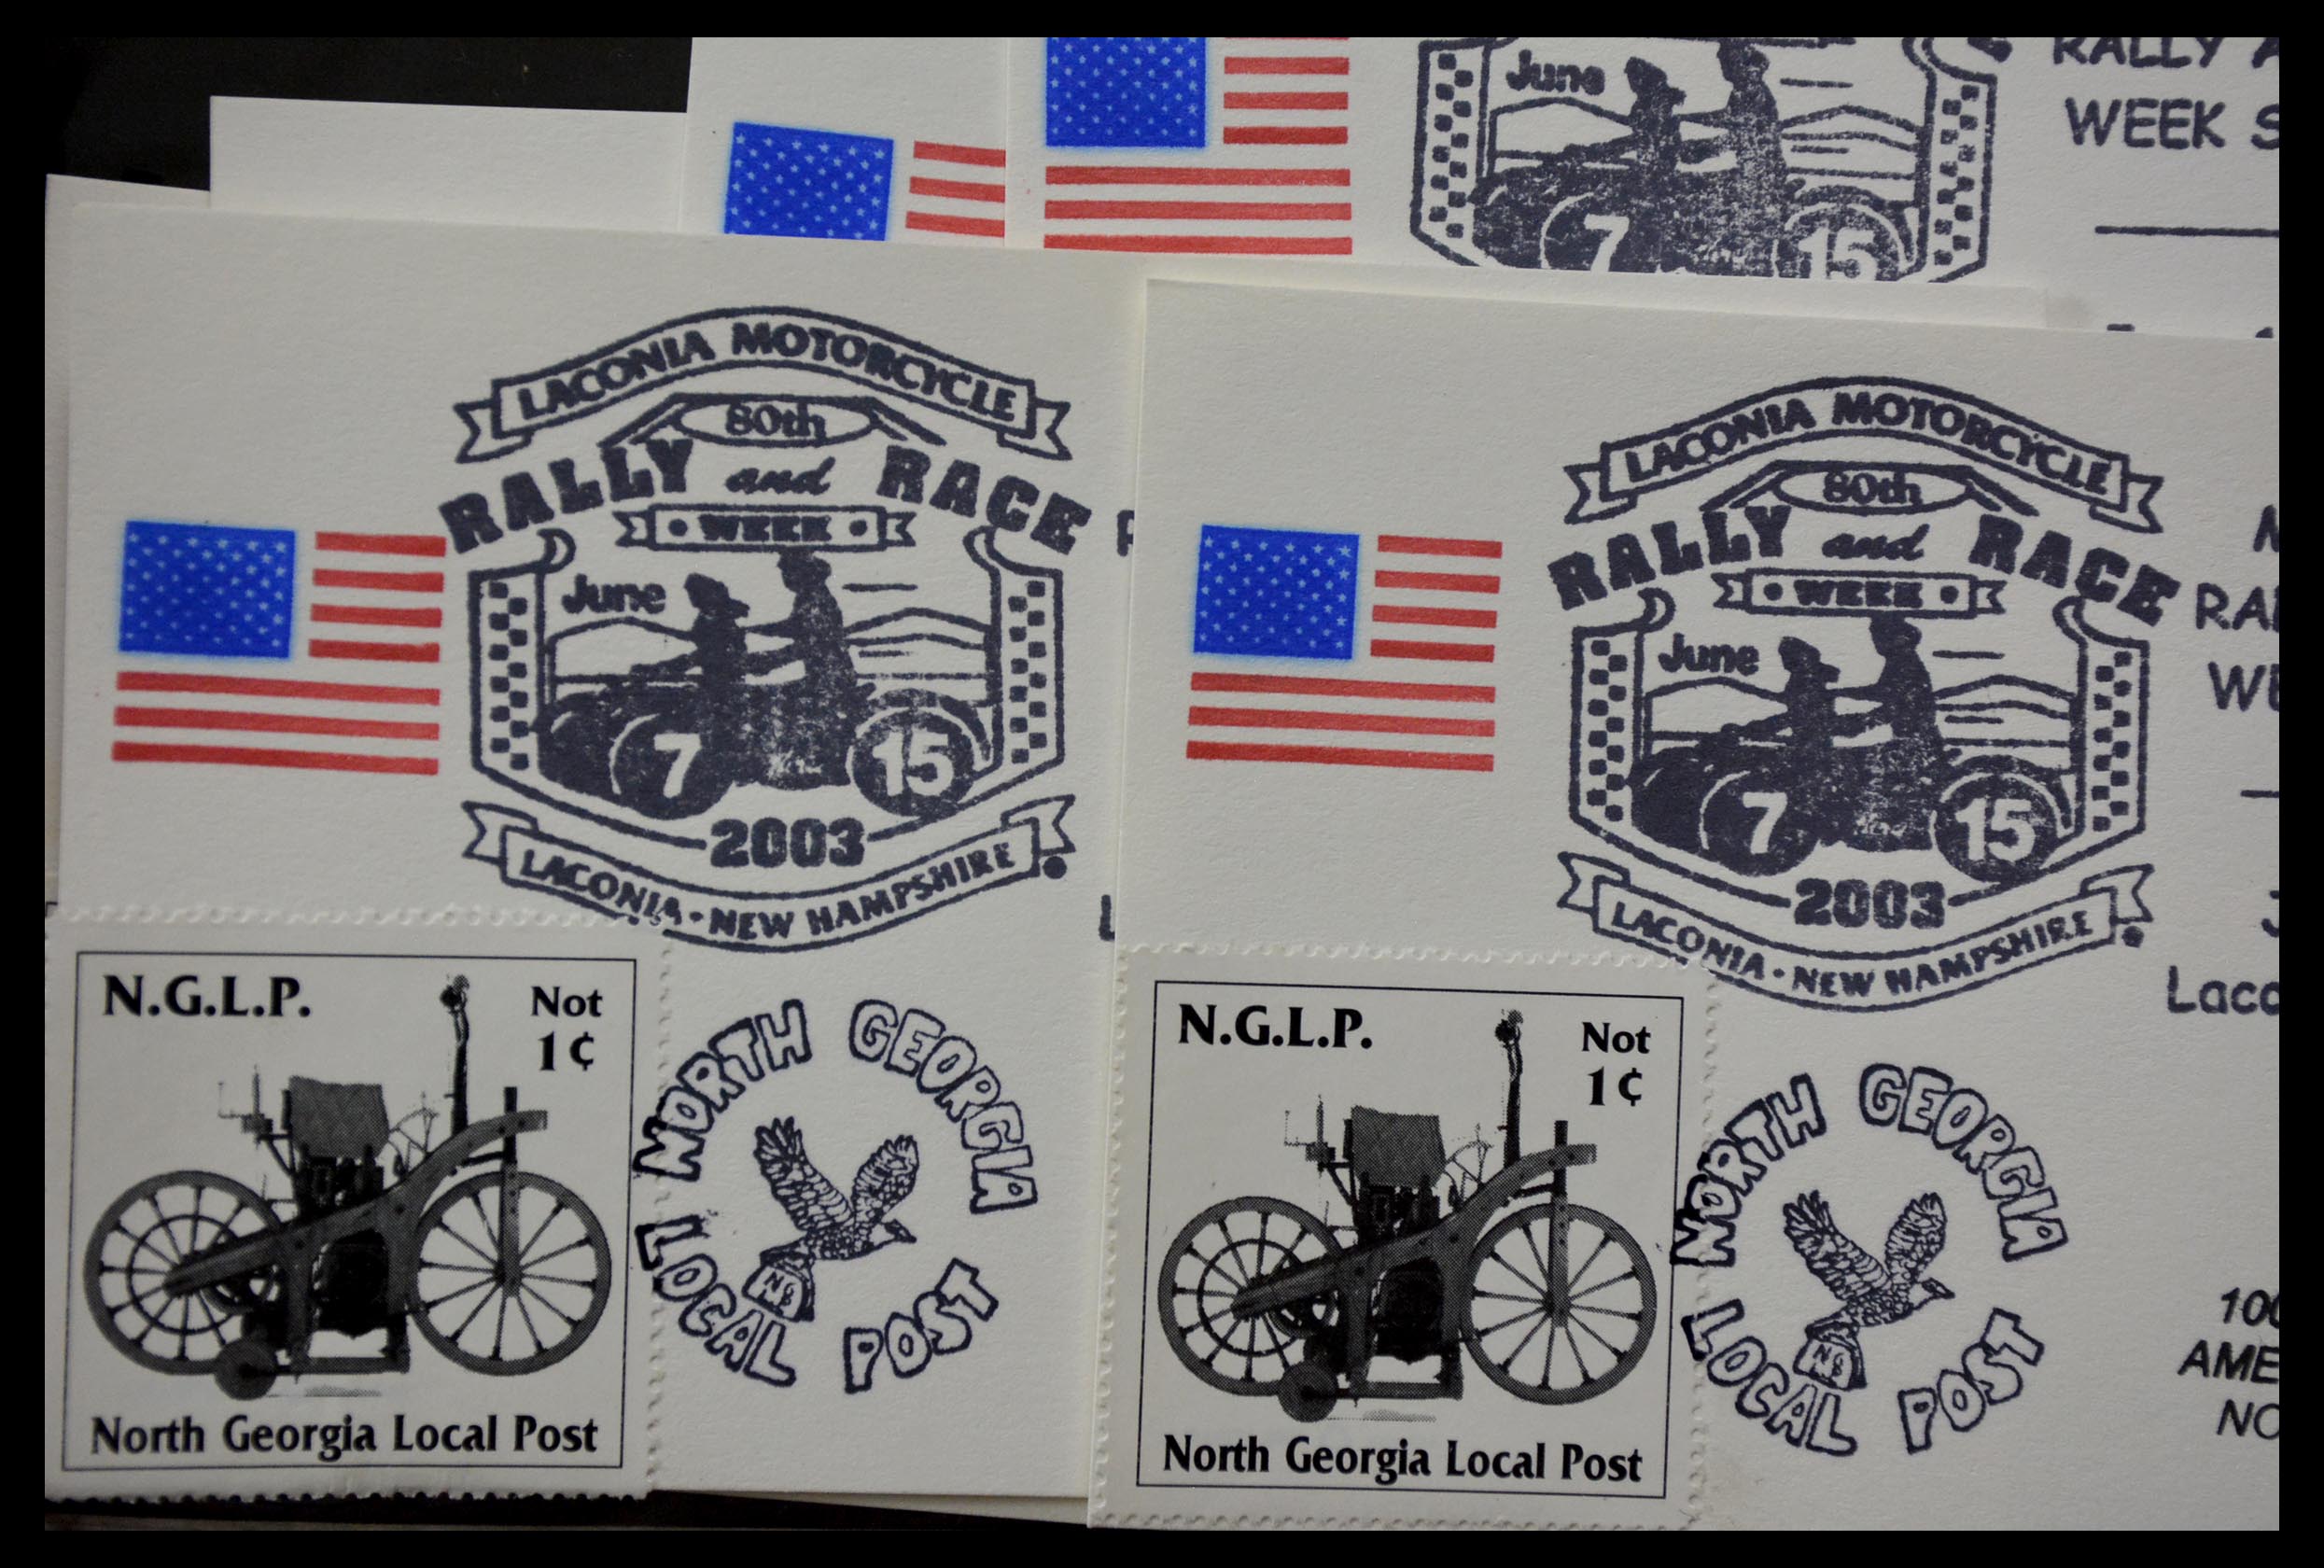 June
7
15
RALLY
WEEK
LACONIA MOTORCYCLE
80th
RALLY and RACE
WEEK
June
7
15
2003
LACONIA • NEW HAMPSHIRE
N.G.L.P.
Not
1¢
North Georgia Local Post
NORTH GEORGIA
LOCAL POST
LACONIA MOTORCYCLE
80th
RALLY and RACE
WEEK
June
7
15
2003
LACONIA • NEW HAMPSHIRE
N.G.L.P.
Not
1¢
North Georgia Local Post
NORTH GEORGIA
LOCAL POST